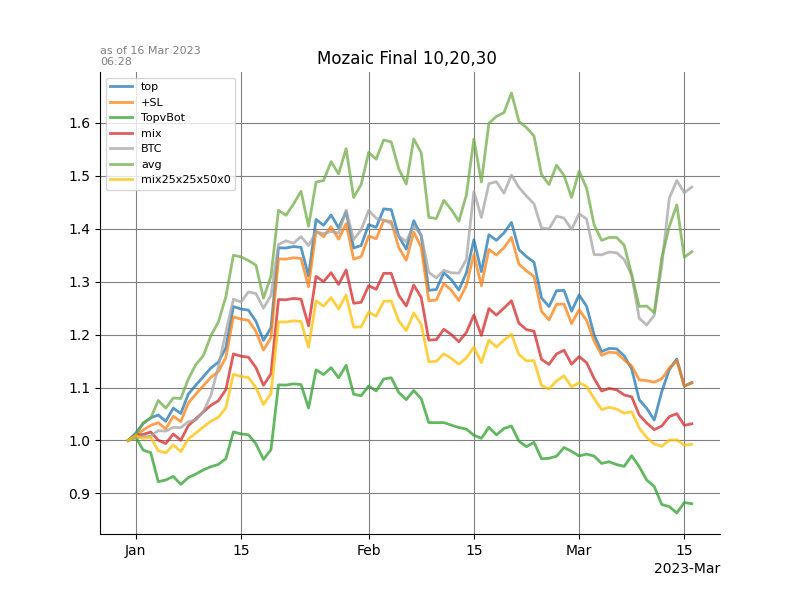 as of 16 Mar 2023
06:28
Mozaic Final 10,20,30
top
+SL
TopvBot
mix
BTC
avg
mix25x25x50x0
1.6
1.5
1.4
1.3
1.2
1.1
1.0
0.9
Jan 15 Feb 15 Mar 15
2023-Mar